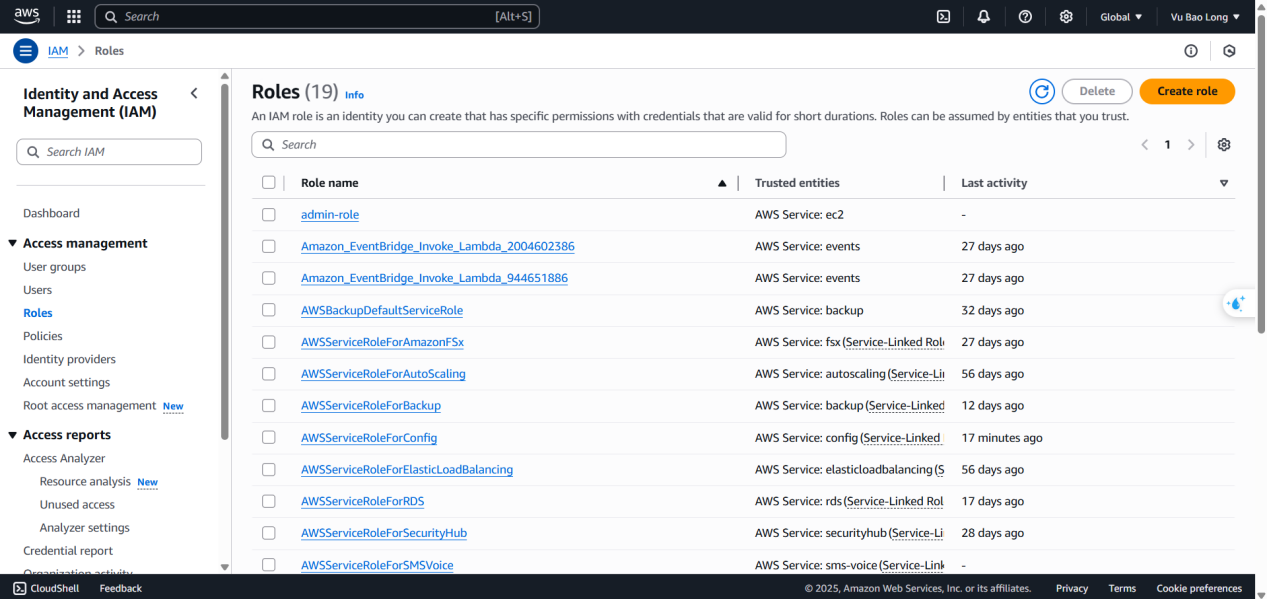 aws Search [Alt+S] Global Vu Bao Long
IAM Roles
Identity and Access
Management (IAM)
Search IAM
Dashboard
Access management
User groups
Users
Roles
Policies
Identity providers
Account settings
Root access management New
Access reports
Access Analyzer
Resource analysis New
Unused access
Analyzer settings
Credential report
Organization activity
Roles (19) Info
Delete
Create role
An IAM role is an identity you can create that has specific permissions with credentials that are valid for short durations. Roles can be assumed by entities that you trust.
Search
1
Role name Trusted entities Last activity
admin-role AWS Service: ec2 -
Amazon_EventBridge_Invoke_Lambda_2004602386 AWS Service: events 27 days ago
Amazon_EventBridge_Invoke_Lambda_944651886 AWS Service: events 27 days ago
AWSBackupDefaultServiceRole AWS Service: backup 32 days ago
AWSServiceRoleForAmazonFSx AWS Service: fsx (Service-Linked Role 27 days ago
AWSServiceRoleForAutoScaling AWS Service: autoscaling (Service-Li 56 days ago
AWSServiceRoleForBackup AWS Service: backup (Service-Linked 12 days ago
AWSServiceRoleForConfig AWS Service: config (Service-Linked 17 minutes ago
AWSServiceRoleForElasticLoadBalancing AWS Service: elasticloadbalancing (S 56 days ago
AWSServiceRoleForRDS AWS Service: rds (Service-Linked Rol 17 days ago
AWSServiceRoleForSecurityHub AWS Service: securityhub (Service-Li 28 days ago
AWSServiceRoleForSMSVoice AWS Service: sms-voice (Service-Link -
CloudShell Feedback © 2025, Amazon Web Services, Inc. or its affiliates. Privacy Terms Cookie preferences